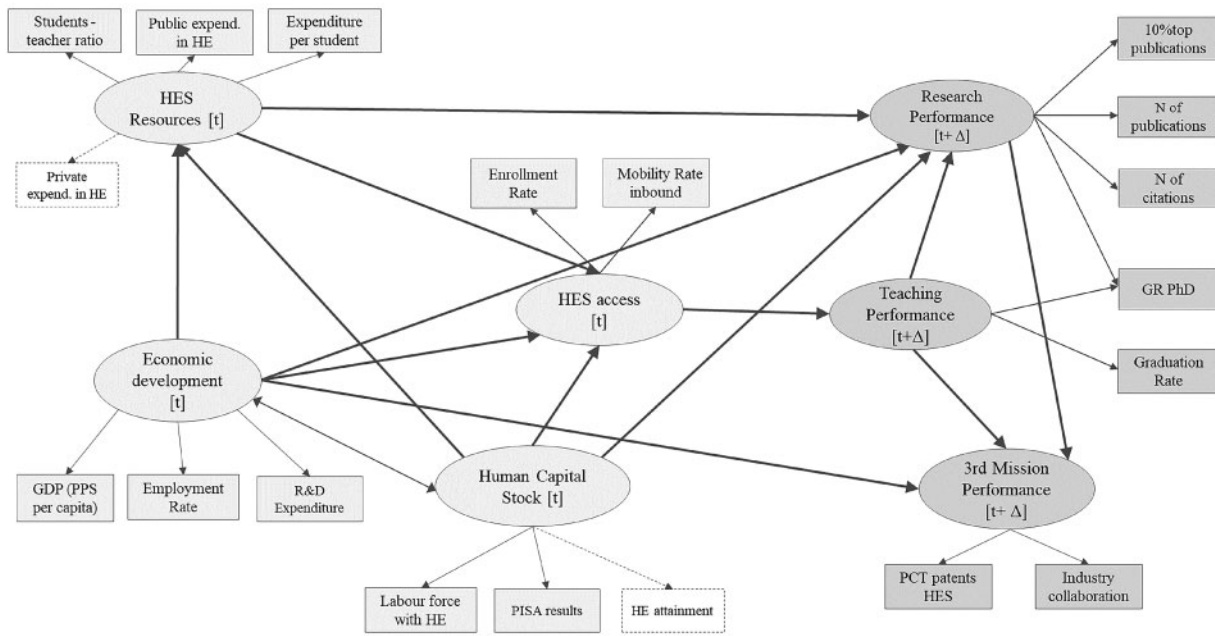 Students -
teacher ratio
Public expend.
in HE
Expenditure
per student
10%top
publications
HES
Resources [t]
Research
Performance
[t+ Δ]
N of
publications
Private
expend. in HE
Enrollment
Rate
Mobility Rate
inbound
N of
citations
HES access
[t]
Teaching
Performance
[t+Δ]
GR PhD
Economic
development
[t]
Graduation
Rate
GDP (PPS
per capita)
Employment
Rate
R&D
Expenditure
Human Capital
Stock [t]
3rd Mission
Performance
[t+ Δ]
Labour force
with HE
PISA results
HE attainment
PCT patents
HES
Industry
collaboration